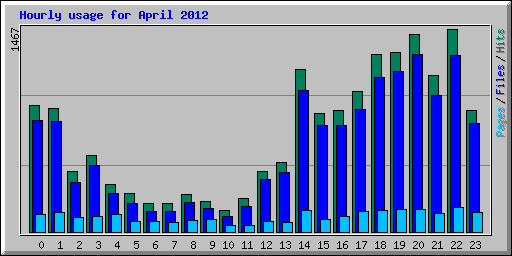 Hourly usage for April 2012
1467
Pages / Files / Hits
0 1 2 3 4 5 6 7 8 9 10 11 12 13 14 15 16 17 18 19 20 21 22 23